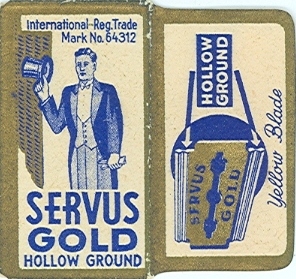 International Reg. Trade
Mark No. 64312
SERVUS
GOLD
HOLLOW GROUND
HOLLOW
GROUND
SERVUS
GOLD
Yellow Blade